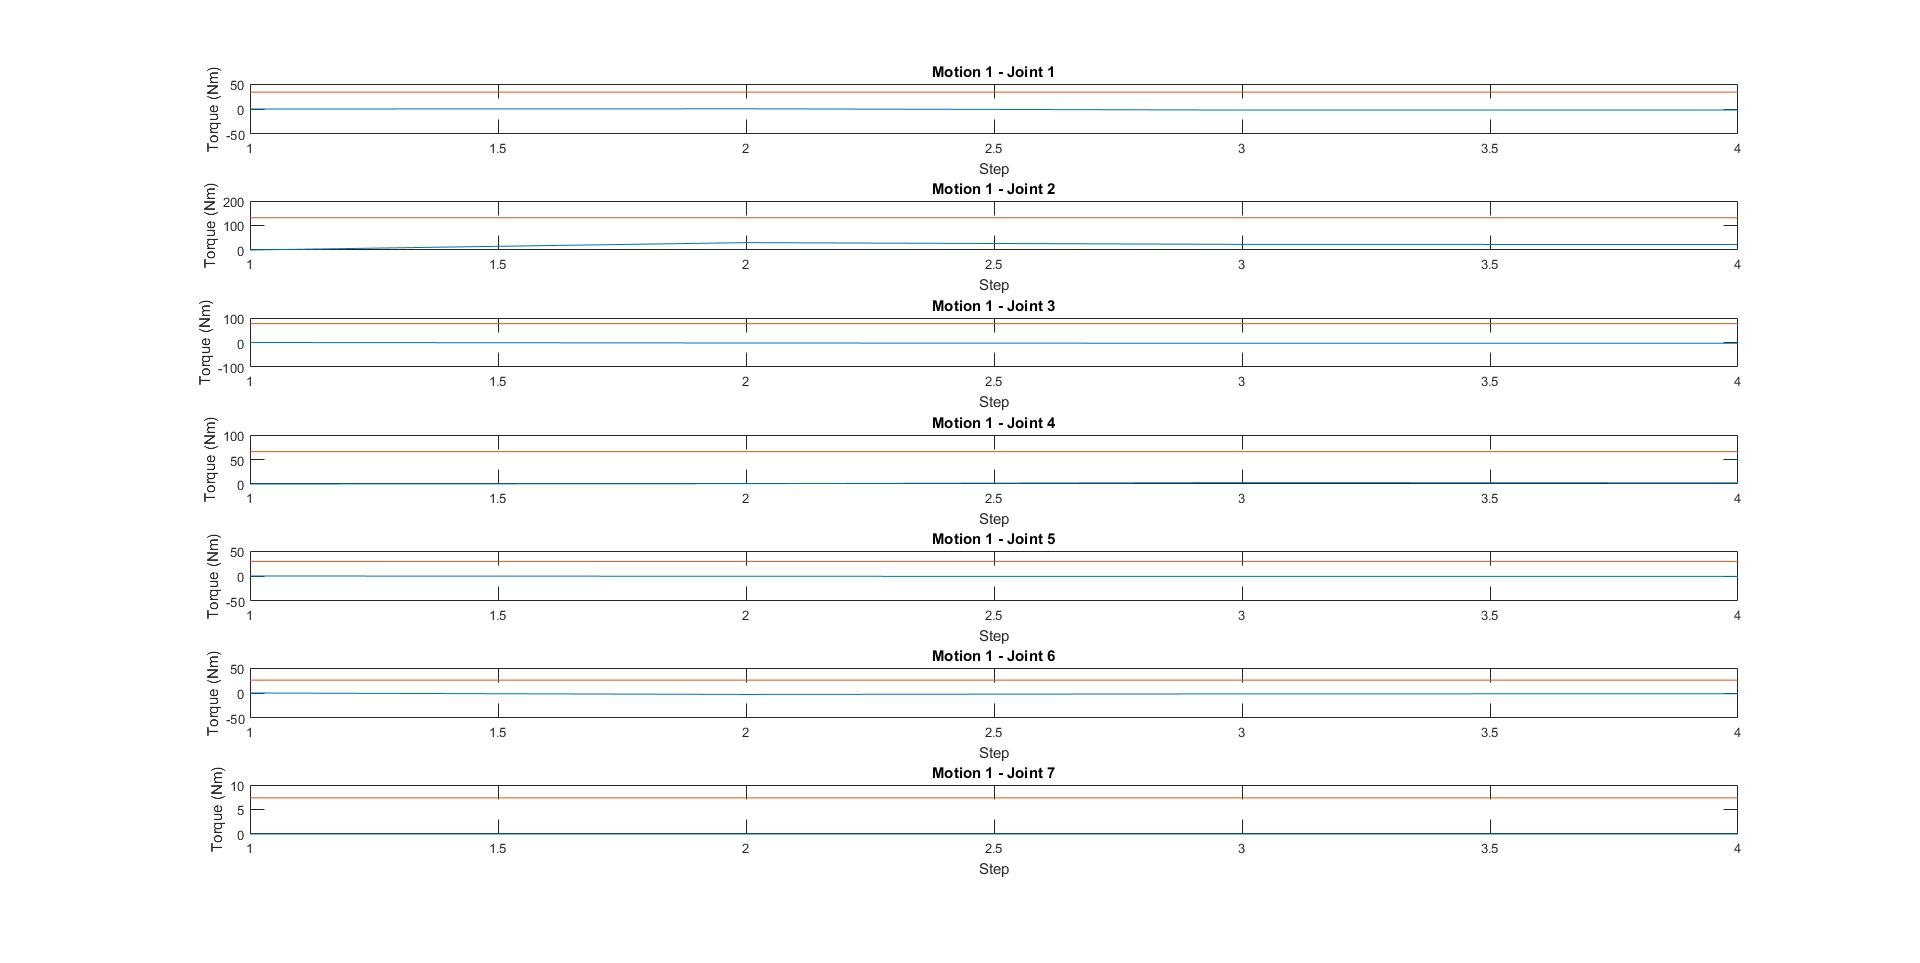 Motion 1 - Joint 1
Torque (Nm)
50
0
-50
1 1.5 2 2.5 3 3.5 4
Step
Motion 1 - Joint 2
Torque (Nm)
200
100
0
1 1.5 2 2.5 3 3.5 4
Step
Motion 1 - Joint 3
Torque (Nm)
100
0
-100
1 1.5 2 2.5 3 3.5 4
Step
Motion 1 - Joint 4
Torque (Nm)
100
50
0
1 1.5 2 2.5 3 3.5 4
Step
Motion 1 - Joint 5
Torque (Nm)
50
0
-50
1 1.5 2 2.5 3 3.5 4
Step
Motion 1 - Joint 6
Torque (Nm)
50
0
-50
1 1.5 2 2.5 3 3.5 4
Step
Motion 1 - Joint 7
Torque (Nm)
10
5
0
1 1.5 2 2.5 3 3.5 4
Step